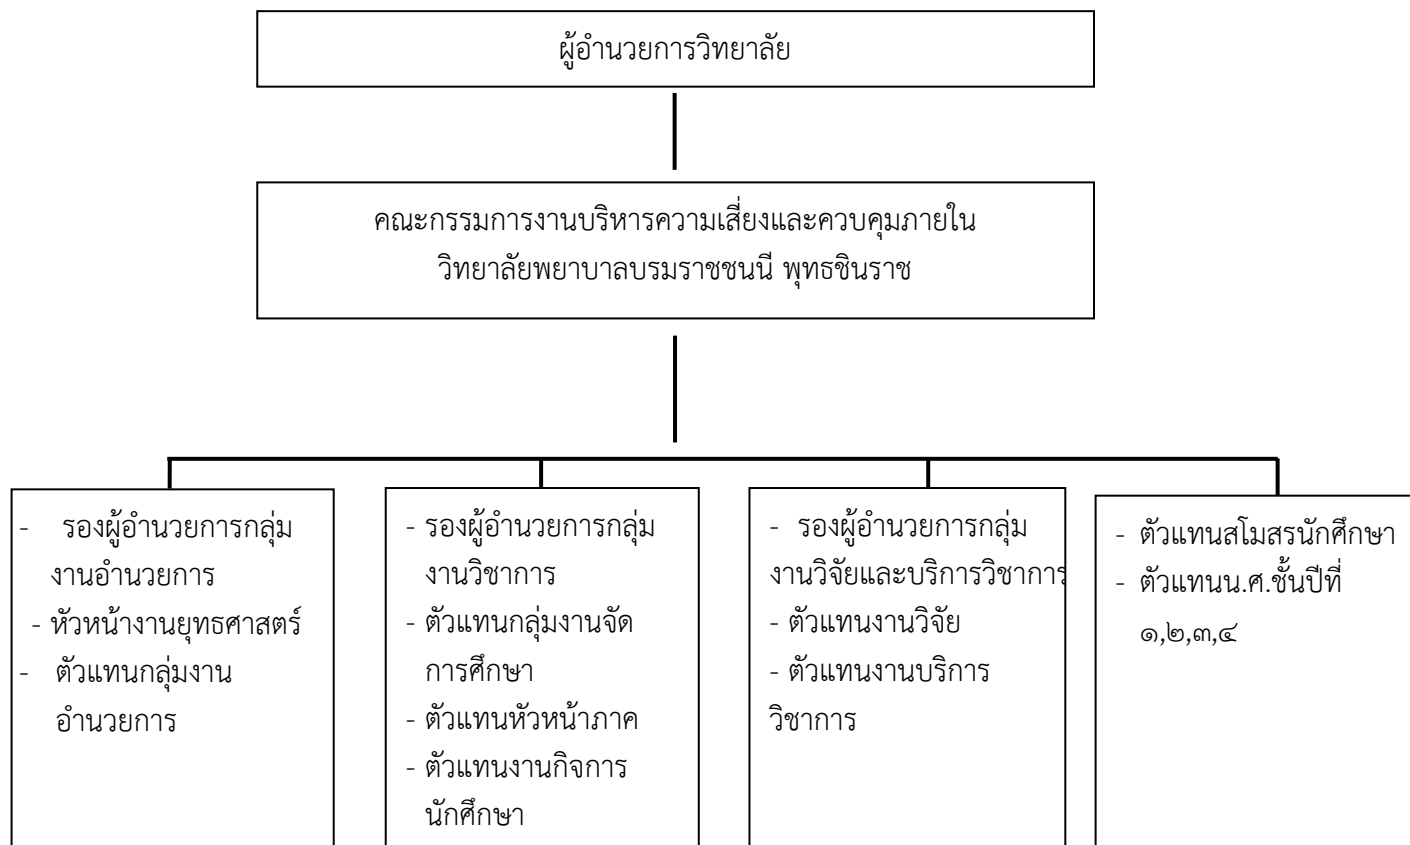 ผู้อำนวยการวิทยาลัย
คณะกรรมการงานบริหารความเสี่ยงและควบคุมภายใน
วิทยาลัยพยาบาลบรมราชชนนี พุทธชินราช
- รองผู้อำนวยการกลุ่ม
งานอำนวยการ
- หัวหน้างานยุทธศาสตร์
- ตัวแทนกลุ่มงาน
อำนวยการ
- รองผู้อำนวยการกลุ่ม
งานวิชาการ
- ตัวแทนกลุ่มงานจัด
การศึกษา
- ตัวแทนหัวหน้าภาค
- ตัวแทนงานกิจการ
นักศึกษา
- รองผู้อำนวยการกลุ่ม
งานวิจัยและบริการวิชาการ
- ตัวแทนงานวิจัย
- ตัวแทนงานบริการ
วิชาการ
- ตัวแทนสโมสรนักศึกษา
- ตัวแทนน.ศ.ชั้นปีที่
๑,๒,๓,๔